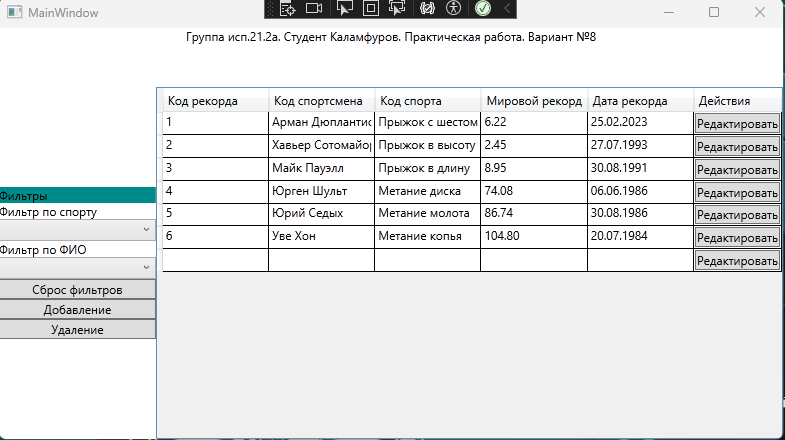 MainWindow
Группа исп.21.2а. Студент Каламфуров. Практическая работа. Вариант №8
Код рекорда Код спортсмена Код спорта Мировой рекорд Дата рекорда Действия
1 Арман Дюплантис Прыжок с шестом 6.22 25.02.2023 Редактировать
2 Хавьер Сотомайор Прыжок в высоту 2.45 27.07.1993 Редактировать
3 Майк Пауэлл Прыжок в длину 8.95 30.08.1991 Редактировать
4 Юрген Шульт Метание диска 74.08 06.06.1986 Редактировать
5 Юрий Седых Метание молота 86.74 30.08.1986 Редактировать
6 Уве Хон Метание копья 104.80 20.07.1984 Редактировать
Редактировать
Фильтры
Фильтр по спорту
Фильтр по ФИО
Сброс фильтров
Добавление
Удаление